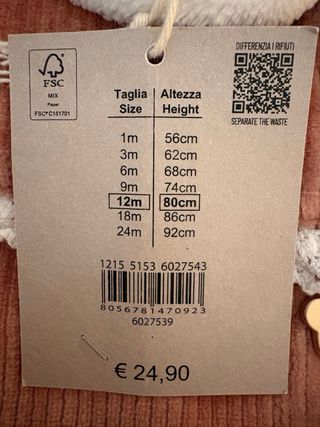 FSC
MIX
Paper
FSC® C151701
DIFFERENZIA I RIFIUTI
SEPARATE THE WASTE
Taglia Altezza
Size Height
1m 56cm
3m 62cm
6m 68cm
9m 74cm
12m 80cm
18m 86cm
24m 92cm
1215 5153 6027543
8056781470923
6027539
€ 24,90